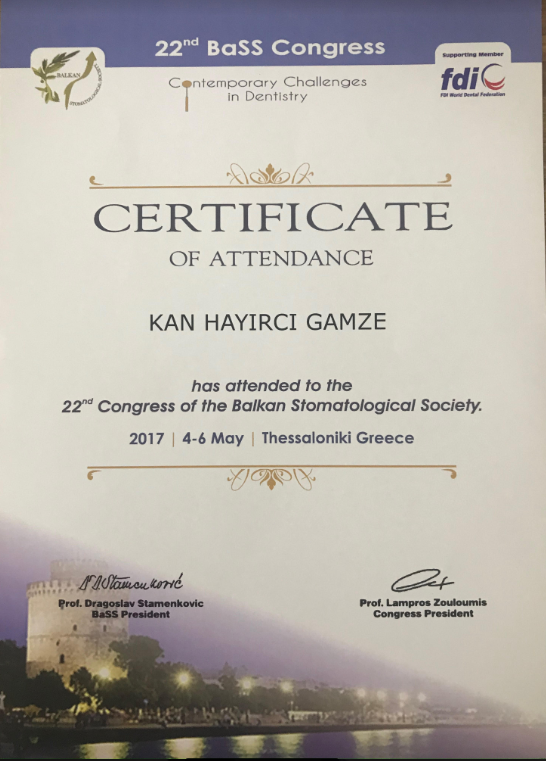 22nd BaSS Congress
BALKAN
STOMATOLOGICAL
Supporting Member
fdi
FDI World Dental Federation
Contemporary Challenges
in Dentistry
CERTIFICATE
OF ATTENDANCE
KAN HAYIRCI GAMZE
has attended to the
22nd Congress of the Balkan Stomatological Society.
2017 | 4-6 May | Thessaloniki Greece
Prof. Dragoslav Stamenkovic
BaSS President
Prof. Lampros Zouloumis
Congress President